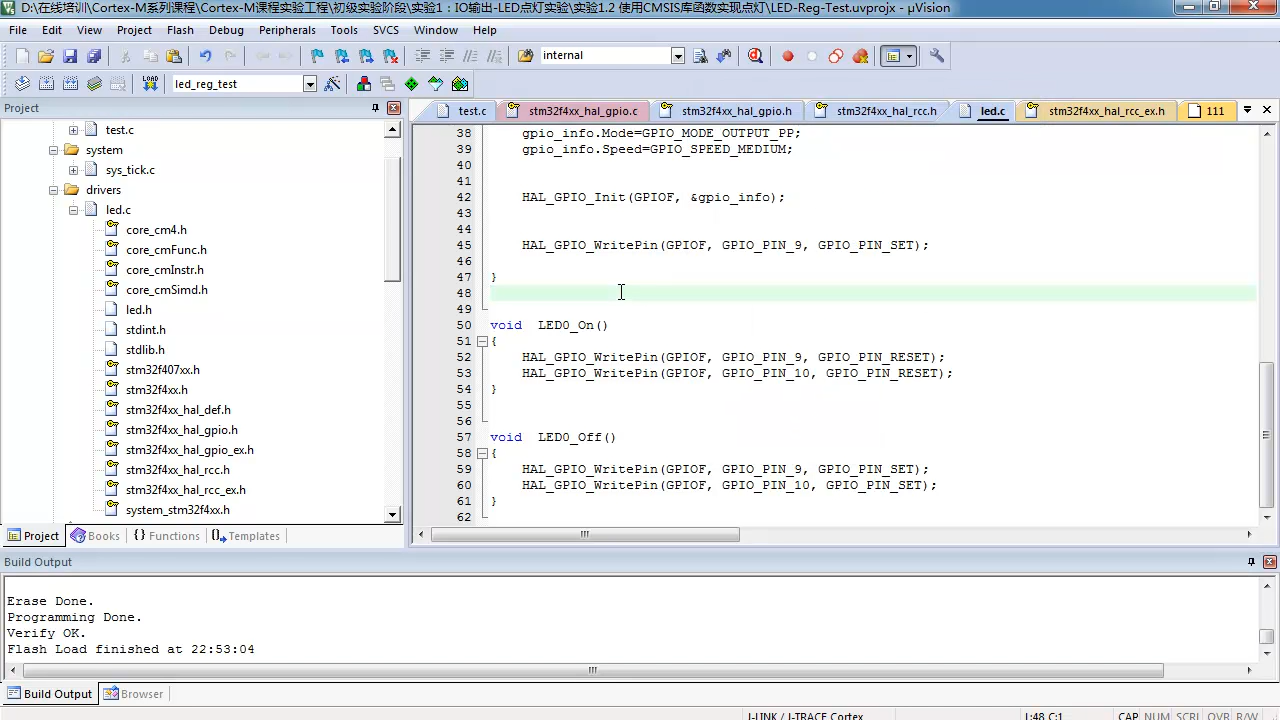 D:\在线培训\Cortex-M系列课程\Cortex-M课程实验工程\初级实验阶段\实验1：IO输出-LED点灯实验\实验1.2 使用CMSIS库函数实现点灯\LED-Reg-Test.uvprojx - µVision
File Edit View Project Flash Debug Peripherals Tools SVCS Window Help
internal
LOAD led_reg_test
Project
test.c stm32f4xx_hal_gpio.c stm32f4xx_hal_gpio.h stm32f4xx_hal_rcc.h led.c stm32f4xx_hal_rcc_ex.h 111
test.c
system
sys_tick.c
drivers
led.c
core_cm4.h
core_cmFunc.h
core_cmInstr.h
core_cmSimd.h
led.h
stdint.h
stdlib.h
stm32f407xx.h
stm32f4xx.h
stm32f4xx_hal_def.h
stm32f4xx_hal_gpio.h
stm32f4xx_hal_gpio_ex.h
stm32f4xx_hal_rcc.h
stm32f4xx_hal_rcc_ex.h
system_stm32f4xx.h
Project Books Functions Templates
38 gpio_info.Mode=GPIO_MODE_OUTPUT_PP;
39 gpio_info.Speed=GPIO_SPEED_MEDIUM;
40
41
42 HAL_GPIO_Init(GPIOF, &gpio_info);
43
44
45 HAL_GPIO_WritePin(GPIOF, GPIO_PIN_9, GPIO_PIN_SET);
46
47 }
48
49
50 void LED0_On()
51 {
52 HAL_GPIO_WritePin(GPIOF, GPIO_PIN_9, GPIO_PIN_RESET);
53 HAL_GPIO_WritePin(GPIOF, GPIO_PIN_10, GPIO_PIN_RESET);
54 }
55
56
57 void LED0_Off()
58 {
59 HAL_GPIO_WritePin(GPIOF, GPIO_PIN_9, GPIO_PIN_SET);
60 HAL_GPIO_WritePin(GPIOF, GPIO_PIN_10, GPIO_PIN_SET);
61 }
62
Build Output
Erase Done.
Programming Done.
Verify OK.
Flash Load finished at 22:53:04
Build Output Browser
J-LINK / J-TRACE Cortex L:48 C:1 CAP NUM SCRL OVR R/W